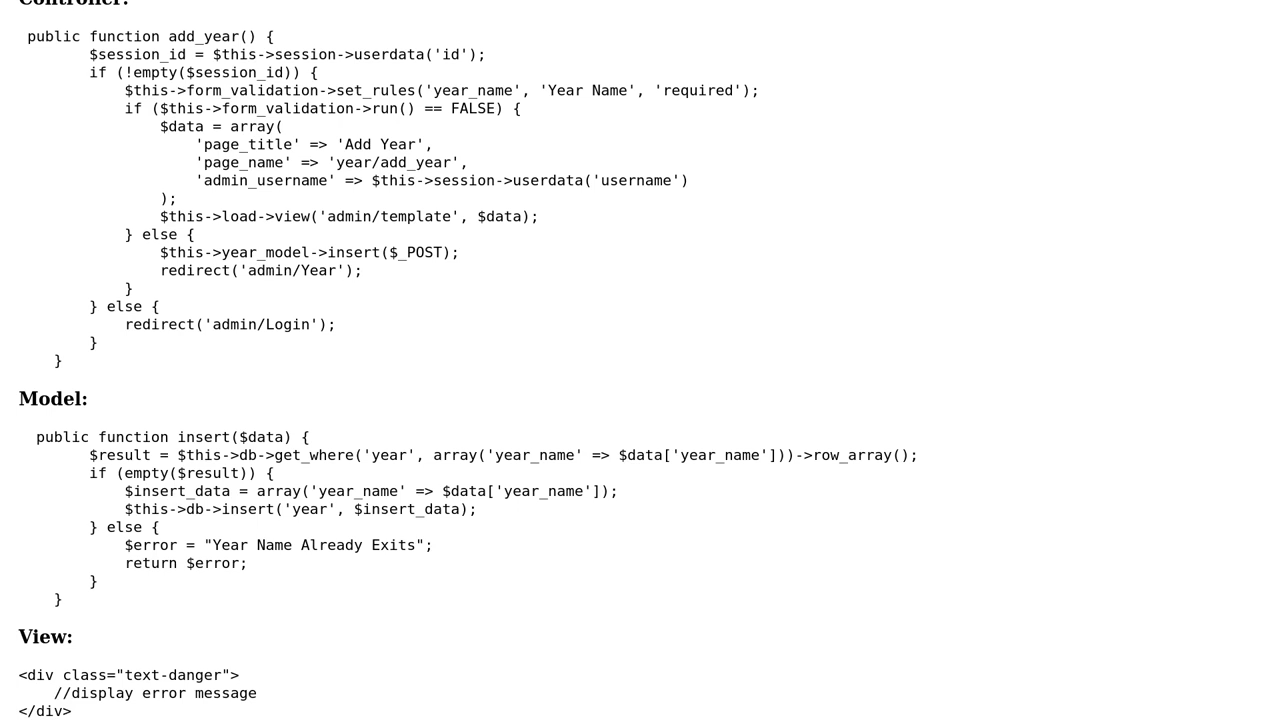 Controller:
public function add_year() {
        $session_id = $this->session->userdata('id');
        if (!empty($session_id)) {
            $this->form_validation->set_rules('year_name', 'Year Name', 'required');
            if ($this->form_validation->run() == FALSE) {
                $data = array(
                    'page_title' => 'Add Year',
                    'page_name' => 'year/add_year',
                    'admin_username' => $this->session->userdata('username')
                );
                $this->load->view('admin/template', $data);
            } else {
                $this->year_model->insert($_POST);
                redirect('admin/Year');
            }
        } else {
            redirect('admin/Login');
        }
    }
Model:
  public function insert($data) {
        $result = $this->db->get_where('year', array('year_name' => $data['year_name']))->row_array();
        if (empty($result)) {
            $insert_data = array('year_name' => $data['year_name']);
            $this->db->insert('year', $insert_data);
        } else {
            $error = "Year Name Already Exits";
            return $error;
        }
    }
View:
<div class="text-danger">
    //display error message
</div>